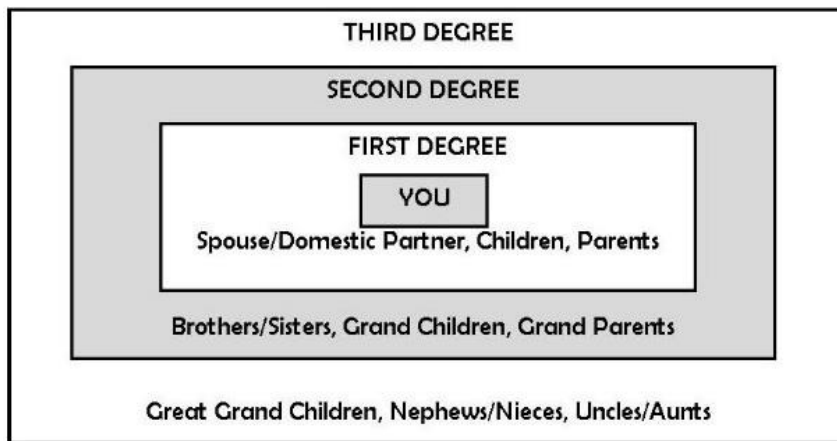 THIRD DEGREE
SECOND DEGREE
FIRST DEGREE
YOU
Spouse/Domestic Partner, Children, Parents
Brothers/Sisters, Grand Children, Grand Parents
Great Grand Children, Nephews/Nieces, Uncles/Aunts